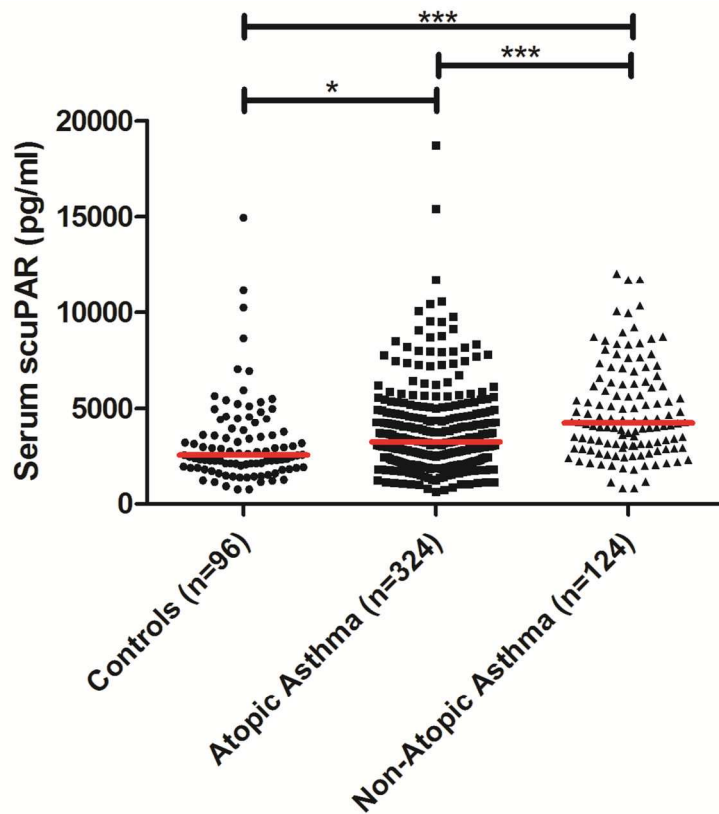 ***
***
*
20000
15000
10000
5000
0
Serum scuPAR (pg/ml)
Controls (n=96)
Atopic Asthma (n=324)
Non-Atopic Asthma (n=124)